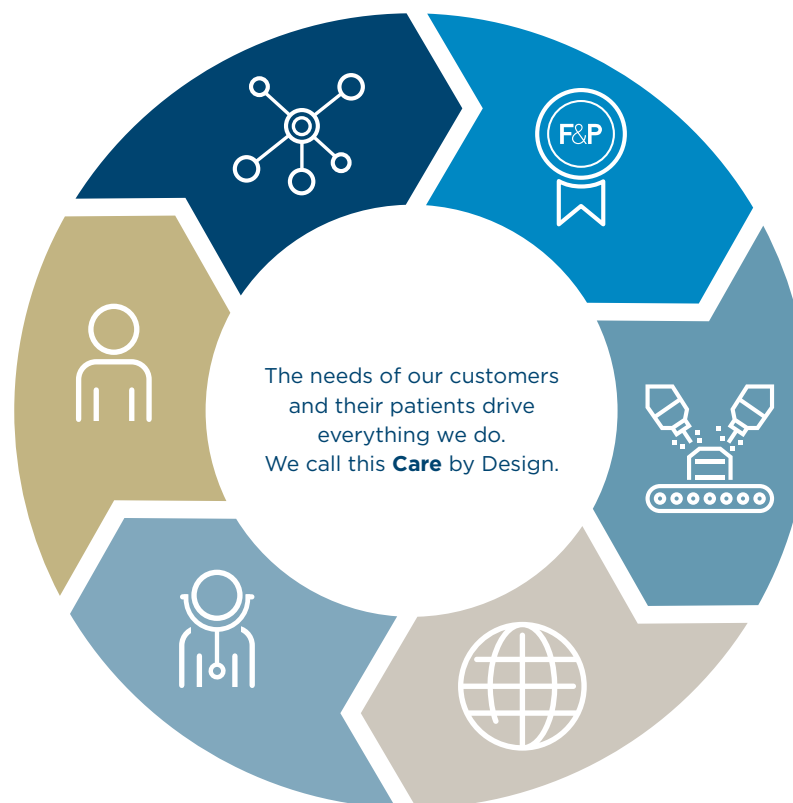 F&P
The needs of our customers
and their patients drive
everything we do.
We call this Care by Design.